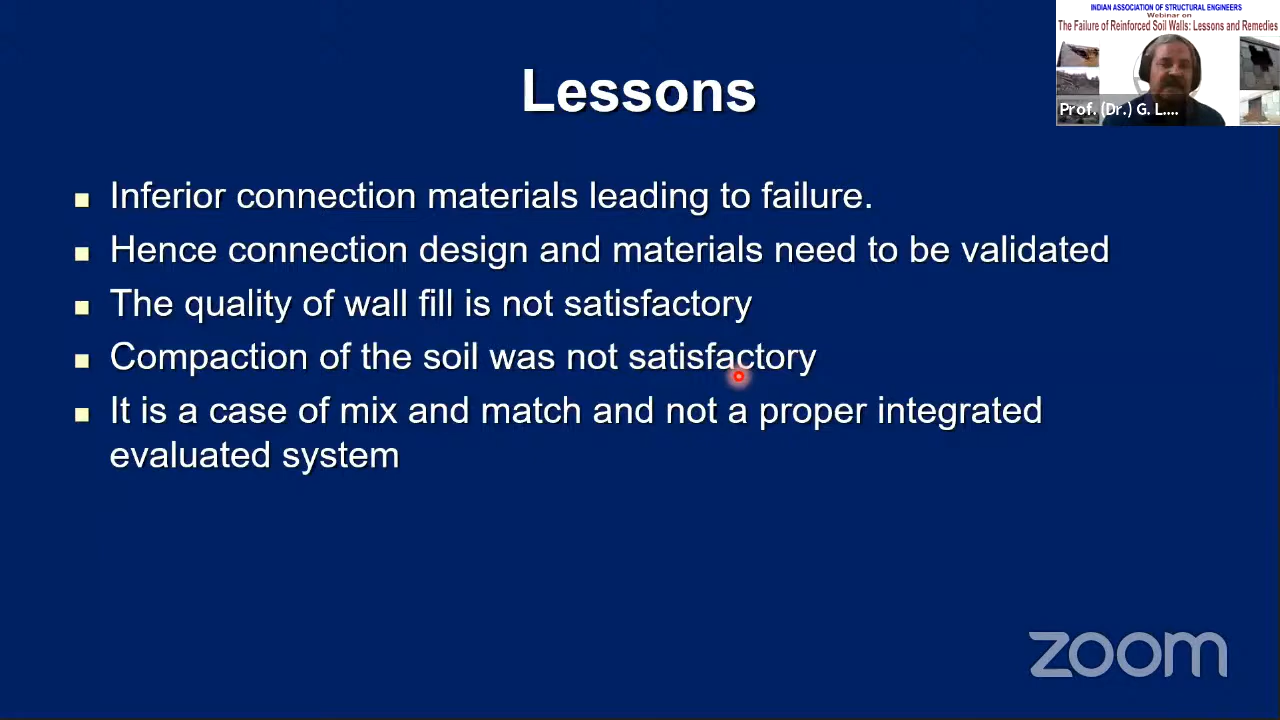 INDIAN ASSOCIATION OF STRUCTURAL ENGINEERS
Webinar on
The Failure of Reinforced Soil Walls: Lessons and Remedies
Prof. (Dr.) G. L....
Lessons
Inferior connection materials leading to failure.
Hence connection design and materials need to be validated
The quality of wall fill is not satisfactory
Compaction of the soil was not satisfactory
It is a case of mix and match and not a proper integrated
evaluated system
zoom